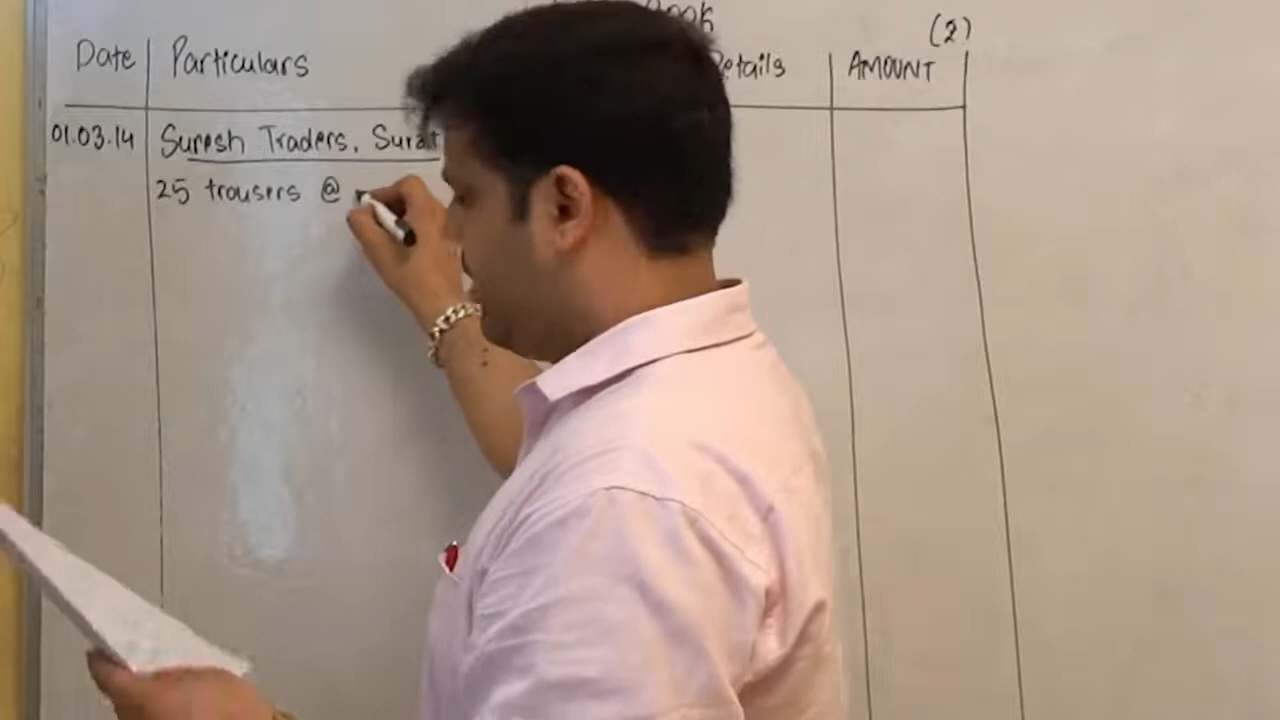 Book
(2)
Date Particulars Details AMOUNT
01.03.14 Suresh Traders, Surat
25 trousers @